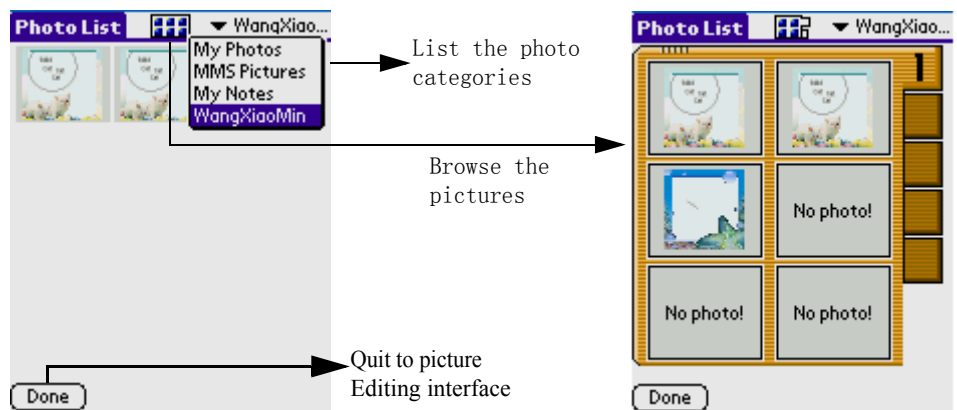 Photo List
WangXiao...
My Photos
MMS Pictures
My Notes
WangXiaoMin
List the photo
categories
Browse the
pictures
Quit to picture
Editing interface
Done
Photo List
WangXiao...
1
No photo!
No photo!
No photo!
Done